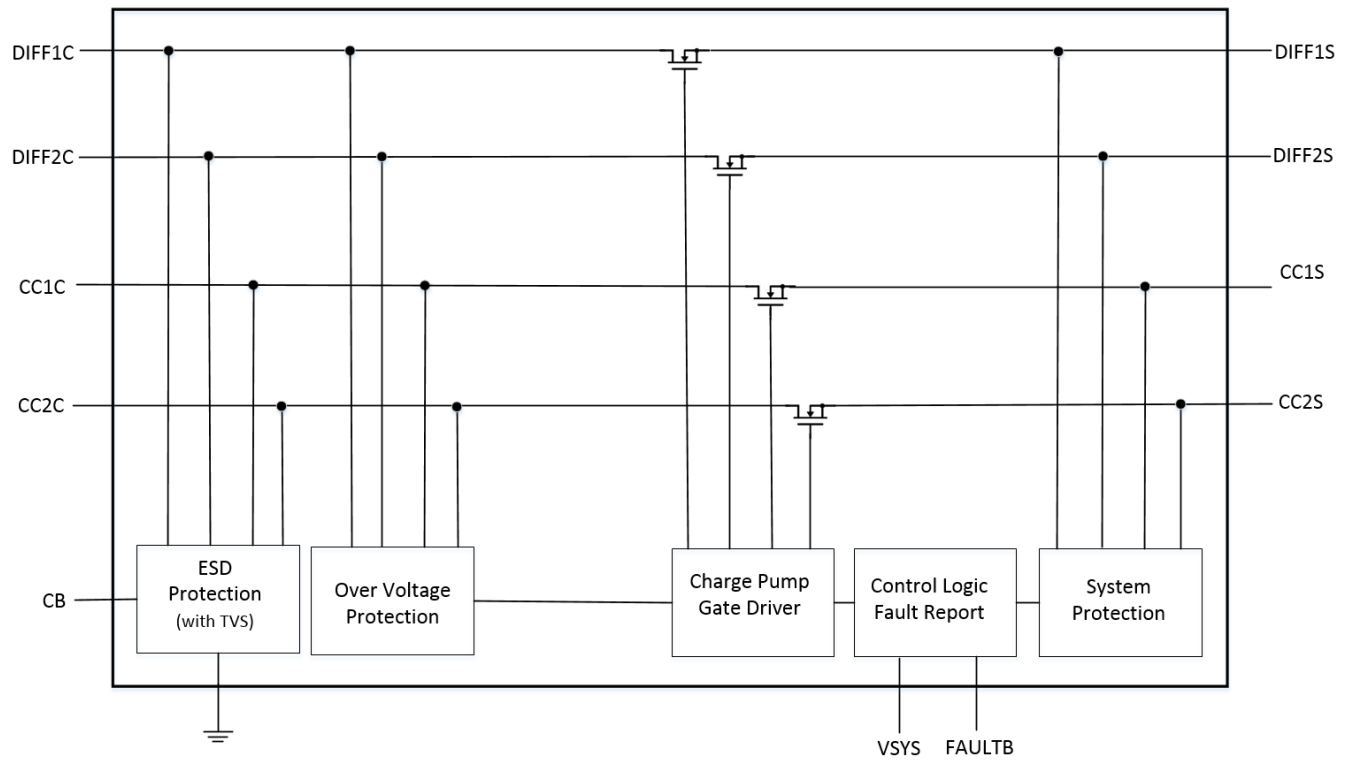 DIFF1C
DIFF1S
DIFF2C
DIFF2S
CC1C
CC1S
CC2C
CC2S
CB
ESD
Protection
(with TVS)
Over Voltage
Protection
Charge Pump
Gate Driver
Control Logic
Fault Report
System
Protection
VSYS
FAULTB